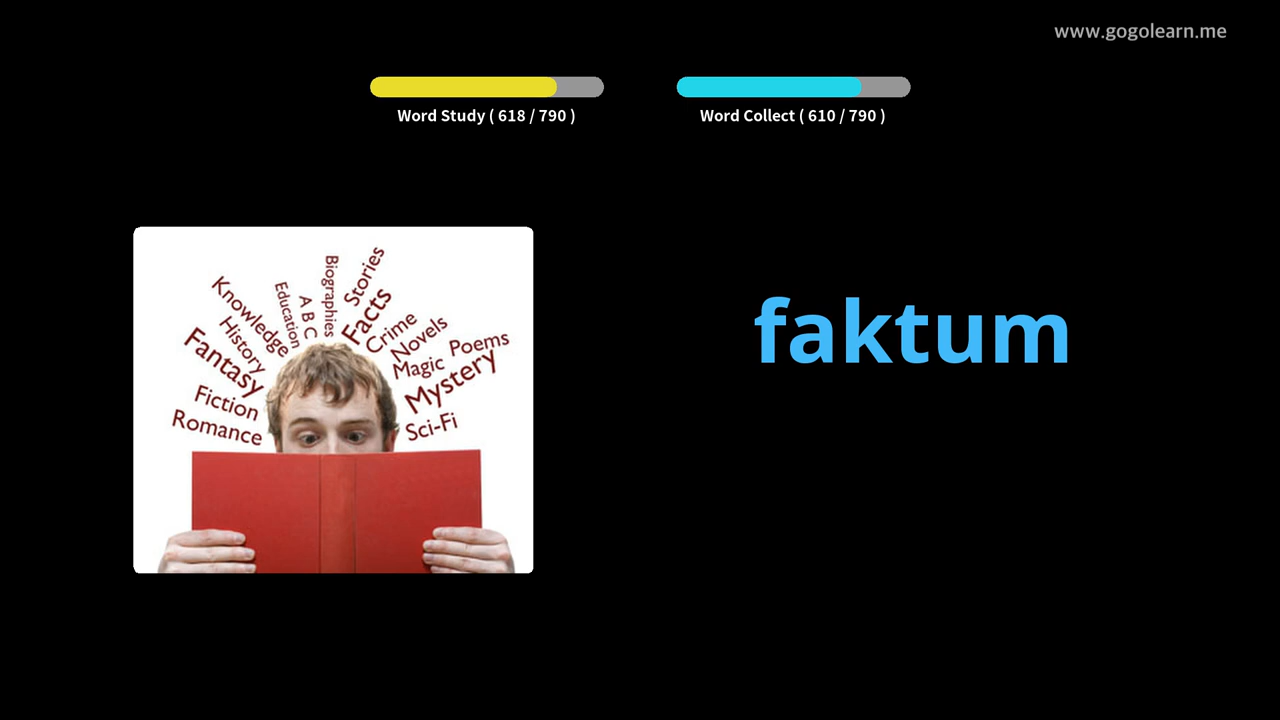 www.gogolearn.me
Word Study ( 618 / 790 )
Word Collect ( 610 / 790 )
faktum
Knowledge
Education
A B C
Biographies
Stories
Facts
Crime
Novels
Poems
History
Fantasy
Magic
Mystery
Fiction
Romance
Sci-Fi